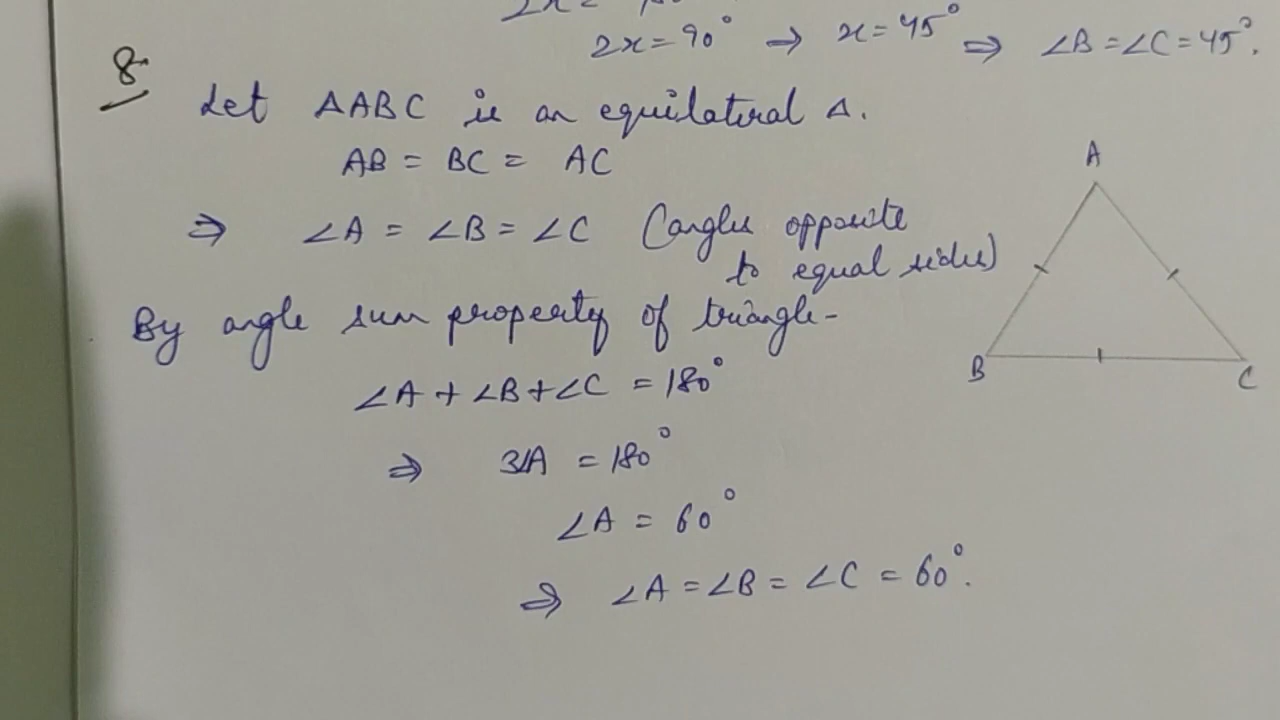 2x=90° ⇒ x=45° ⇒ ∠B=∠C=45°.
8
Let ΔABC is an equilateral Δ.
AB = BC = AC
⇒ ∠A = ∠B = ∠C (angles opposite
to equal sides)
By angle sum property of triangle-
∠A + ∠B + ∠C = 180°
⇒ 3∠A = 180°
∠A = 60°
⇒ ∠A = ∠B = ∠C = 60°.
A
B
C